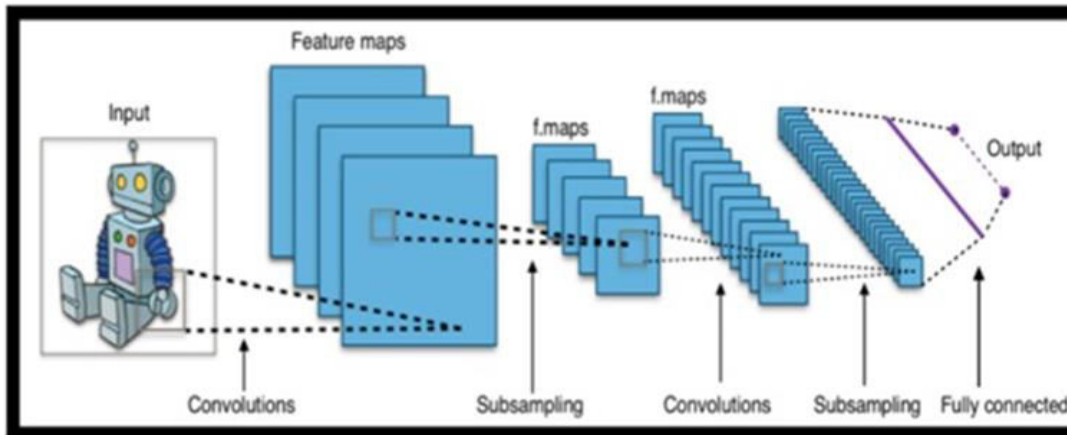 Feature maps
f.maps
Input
f.maps
Output
Convolutions
Subsampling
Convolutions
Subsampling
Fully connected